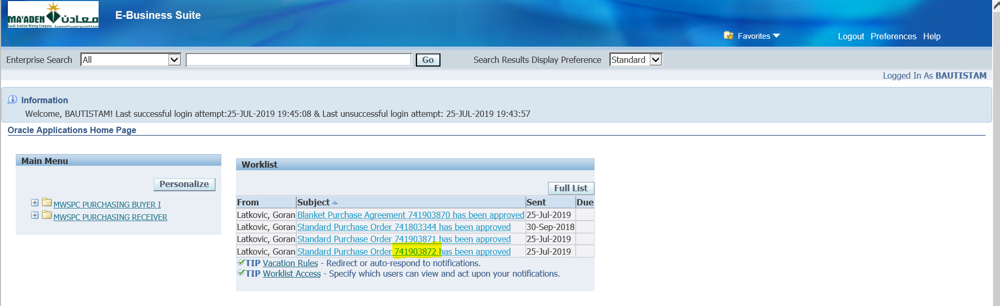 MA'ADEN معادن
Saudi Arabian Mining Company
E-Business Suite
Favorites
Logout Preferences Help
Enterprise Search All Go Search Results Display Preference Standard
Logged In As BAUTISTAM
Information
Welcome, BAUTISTAM! Last successful login attempt:25-JUL-2019 19:45:08 & Last unsuccessful login attempt: 25-JUL-2019 19:43:57
Oracle Applications Home Page
Main Menu
Personalize
MWSPC PURCHASING BUYER I
MWSPC PURCHASING RECEIVER
Worklist
Full List
From Subject Sent Due
Latkovic, Goran Blanket Purchase Agreement 741903870 has been approved 25-Jul-2019
Latkovic, Goran Standard Purchase Order 741803344 has been approved 30-Sep-2018
Latkovic, Goran Standard Purchase Order 741903871 has been approved 25-Jul-2019
Latkovic, Goran Standard Purchase Order 741903872 has been approved 25-Jul-2019
TIP Vacation Rules - Redirect or auto-respond to notifications.
TIP Worklist Access - Specify which users can view and act upon your notifications.